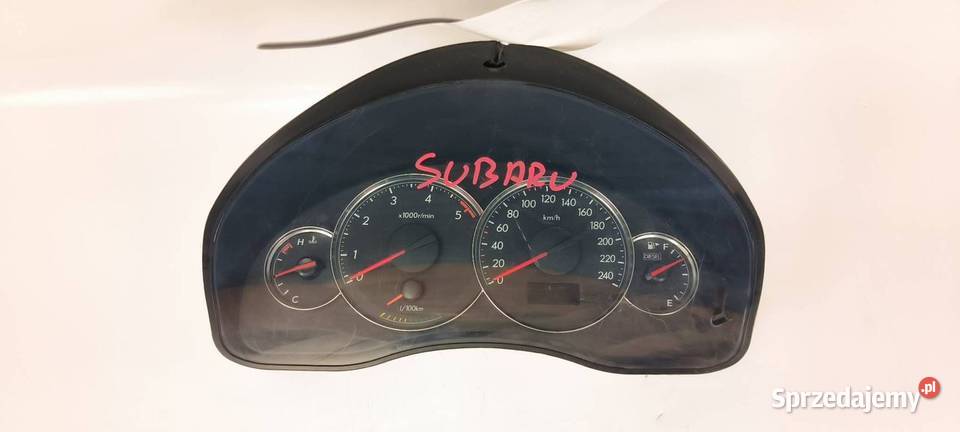 SUBARU
0 1 2 3 4 5
x1000r/min
l/100km
0 20 40 60 80 100 120 140 160 180 200 220 240
km/h
H
C
F
DIESEL
E
Sprzedajemy.pl